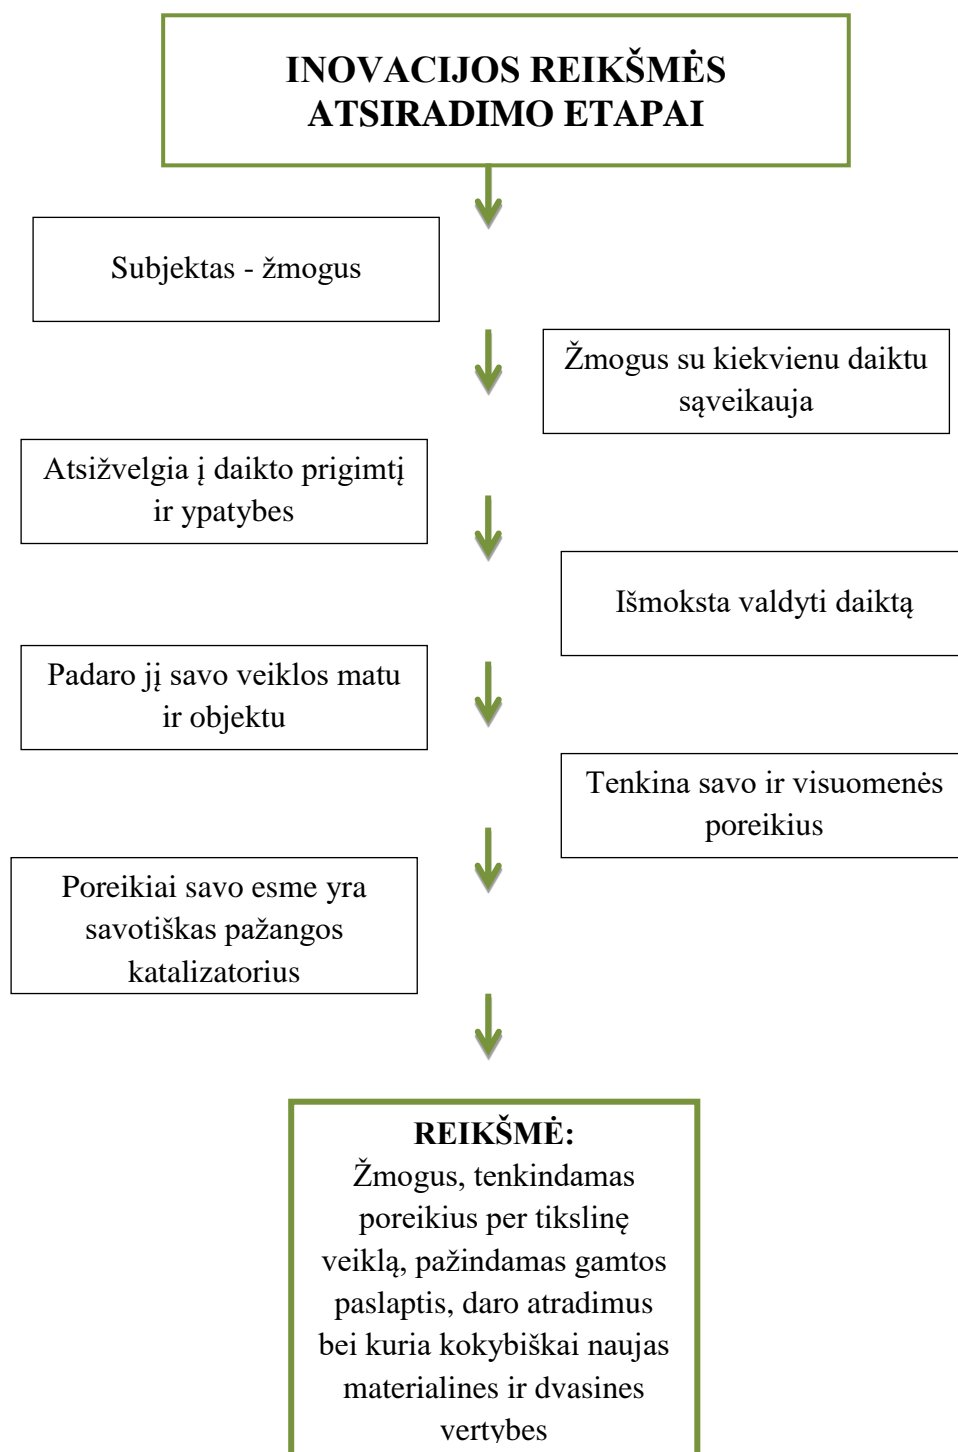 INOVACIJOS REIKŠMĖS
ATSIRADIMO ETAPAI
Subjektas - žmogus
Žmogus su kiekvienu daiktu
sąveikauja
Atsižvelgia į daikto prigimtį
ir ypatybes
Išmoksta valdyti daiktą
Padaro jį savo veiklos matu
ir objektu
Tenkina savo ir visuomenės
poreikius
Poreikiai savo esme yra
savotiškas pažangos
katalizatorius
REIKŠMĖ:
Žmogus, tenkindamas
poreikius per tikslinę
veiklą, pažindamas gamtos
paslaptis, daro atradimus
bei kuria kokybiškai naujas
materialines ir dvasines
vertybes